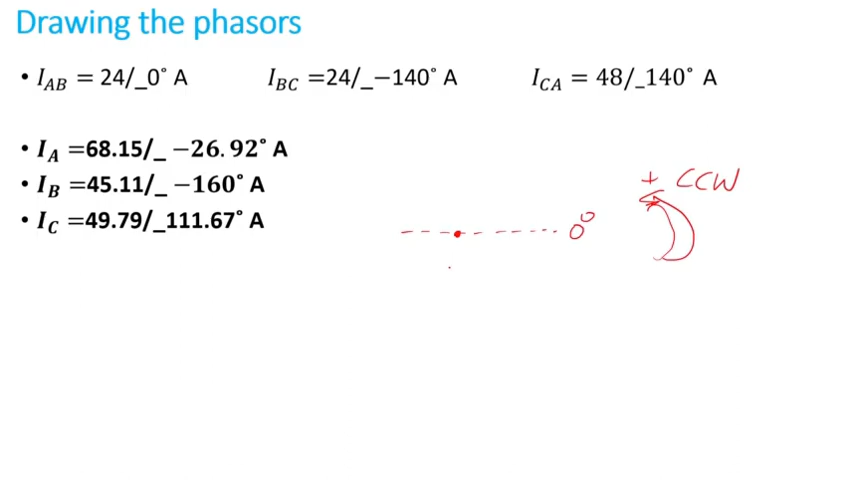 Drawing the phasors
• I_AB = 24/_0° A I_BC =24/_−140° A I_CA = 48/_140° A
• I_A =68.15/_ −26.92° A
• I_B =45.11/_ −160° A
• I_C =49.79/_111.67° A
+ CCW
0°